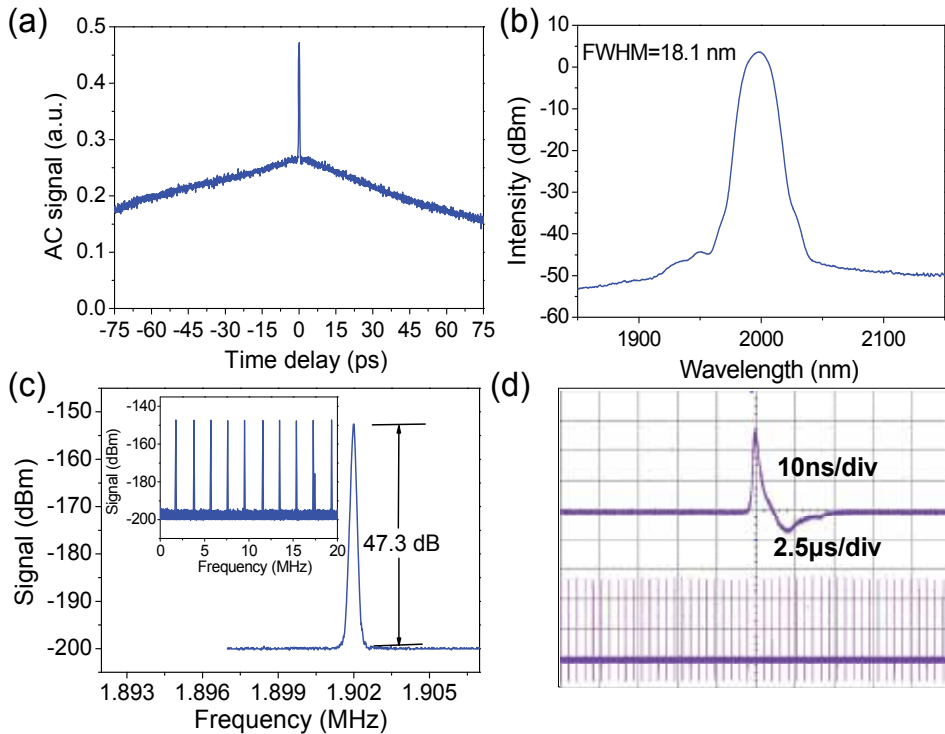 (a)
0.5
0.4
0.3
0.2
0.1
0.0
AC signal (a.u.)
-75 -60 -45 -30 -15 0 15 30 45 60 75
Time delay (ps)
(b)
10
0
-10
-20
-30
-40
-50
-60
Intensity (dBm)
FWHM=18.1 nm
1900 2000 2100
Wavelength (nm)
(c)
-150
-160
-170
-180
-190
-200
Signal (dBm)
-140
-160
-180
-200
Signal (dBm)
0 5 10 15 20
Frequency (MHz)
47.3 dB
1.893 1.896 1.899 1.902 1.905
Frequency (MHz)
(d)
10ns/div
2.5µs/div